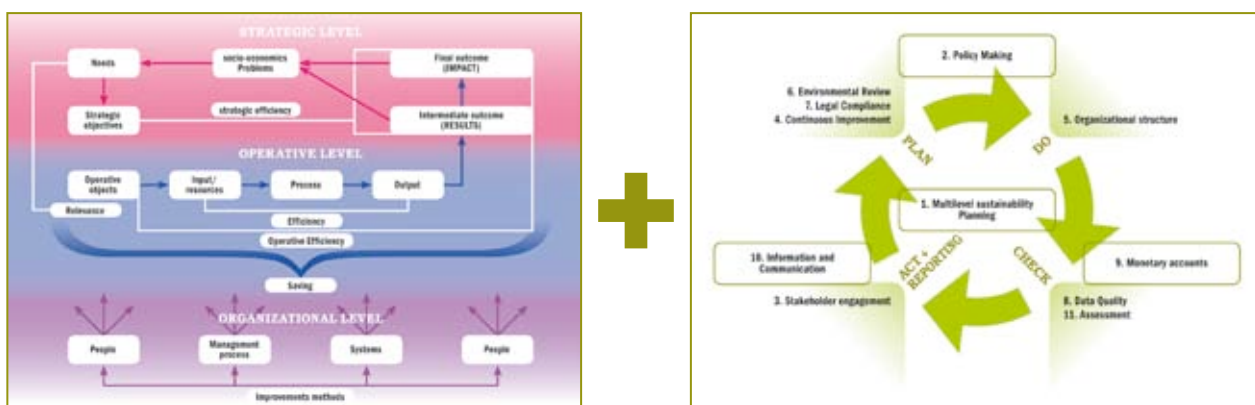 STRATEGIC LEVEL
Needs
socio-economics
Problems
Final outcome
(IMPACT)
Strategic
objectives
strategic efficiency
Intermediate outcome
(RESULTS)
OPERATIVE LEVEL
Operative
objects
Input/
resources
Process
Output
Relevance
Efficiency
Operative Efficiency
Saving
ORGANIZATIONAL LEVEL
People
Management
process
Systems
People
Improvements methods
2. Policy Making
6. Environmental Review
7. Legal Compliance
4. Continuous Improvement
5. Organizational structure
PLAN
DO
1. Multilevel sustainability
Planning
10. Information and
Communication
ACT +
REPORTING
CHECK
9. Monetary accounts
3. Stakeholder engagement
8. Data Quality
11. Assessment